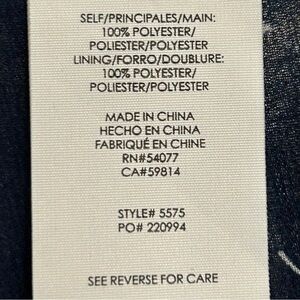 SELF/PRINCIPALES/MAIN:
100% POLYESTER/
POLIESTER/POLYESTER
LINING/FORRO/DOUBLURE:
100% POLYESTER/
POLIESTER/POLYESTER
MADE IN CHINA
HECHO EN CHINA
FABRIQUÉ EN CHINE
RN#54077
CA#59814
STYLE# 5575
PO# 220994
SEE REVERSE FOR CARE